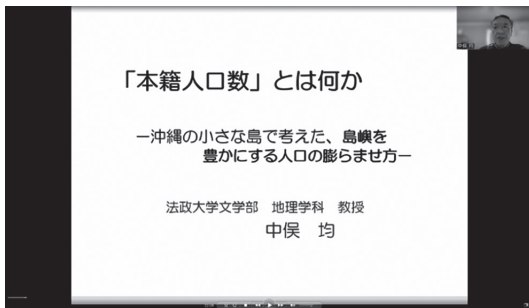 「本籍人口数」とは何か
ー沖縄の小さな島で考えた、島嶼を
豊かにする人口の膨らませ方ー
法政大学文学部　地理学科　教授
中俣　均